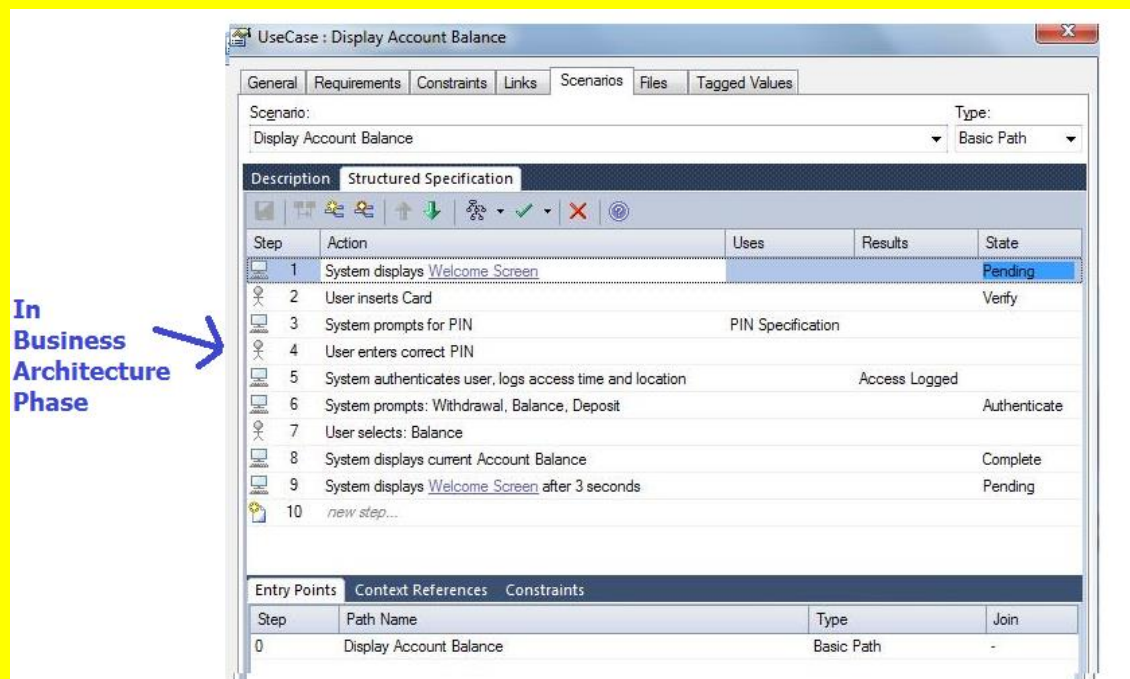 UseCase : Display Account Balance
General Requirements Constraints Links Scenarios Files Tagged Values
Scenario: Type:
Display Account Balance Basic Path
Description Structured Specification
Step Action Uses Results State
1 System displays Welcome Screen Pending
2 User inserts Card Verify
3 System prompts for PIN PIN Specification
4 User enters correct PIN
5 System authenticates user, logs access time and location Access Logged
6 System prompts: Withdrawal, Balance, Deposit Authenticate
7 User selects: Balance
8 System displays current Account Balance Complete
9 System displays Welcome Screen after 3 seconds Pending
10 new step...
In
Business
Architecture
Phase
Entry Points Context References Constraints
Step Path Name Type Join
0 Display Account Balance Basic Path -